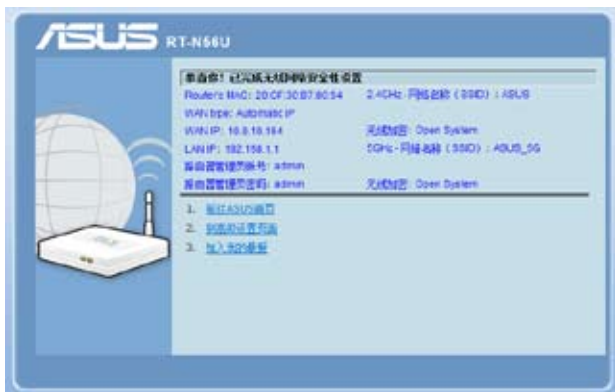 ASUS RT-N56U
恭喜你！已完成无线网络安全性设置
Router's MAC: 20:CF:30:B7:80:54
2.4GHz- 网络名称（SSID）: ASUS
WAN type: Automatic IP
WAN IP: 10.0.10.164
无线加密: Open System
LAN IP: 192.168.1.1
5GHz- 网络名称（SSID）: ASUS_5G
路由器管理员帐号: admin
路由器管理员密码: admin
无线加密: Open System
1. 前往ASUS首页
2. 到高级设置页面
3. 加入我的最爱